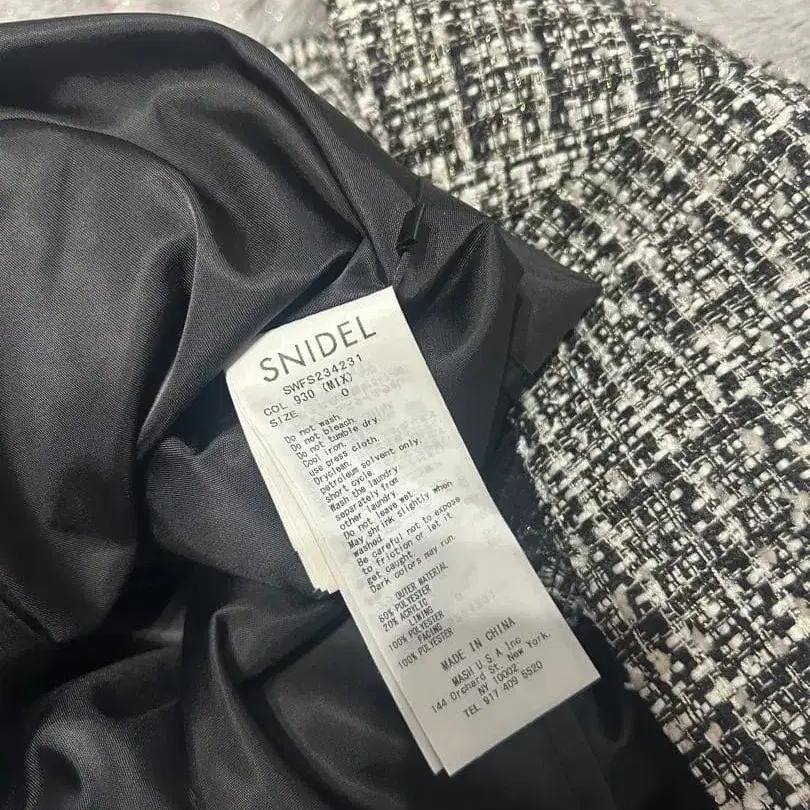 SNIDEL
SWFS234231
COL 930 (MIX)
SIZE 0
Do not wash.
Do not bleach.
Do not tumble dry.
Cool iron.
use press cloth.
Dryclean.
petroleum solvent only,
short cycle.
Wash the laundry
separately from
other laundry
Do not leave wet
May shrink slightly when
washed.
Be careful not to expose
to friction or let it
get caught.
Dark colors may run.
OUTER MATERIAL
80% POLYESTER
20% ACRYLIC
LINING
100% POLYESTER
FACING
100% POLYESTER
MADE IN CHINA
MASH U.S.A Inc
144 Orchard St. New York,
NY 10002
TEL 917 409 5520